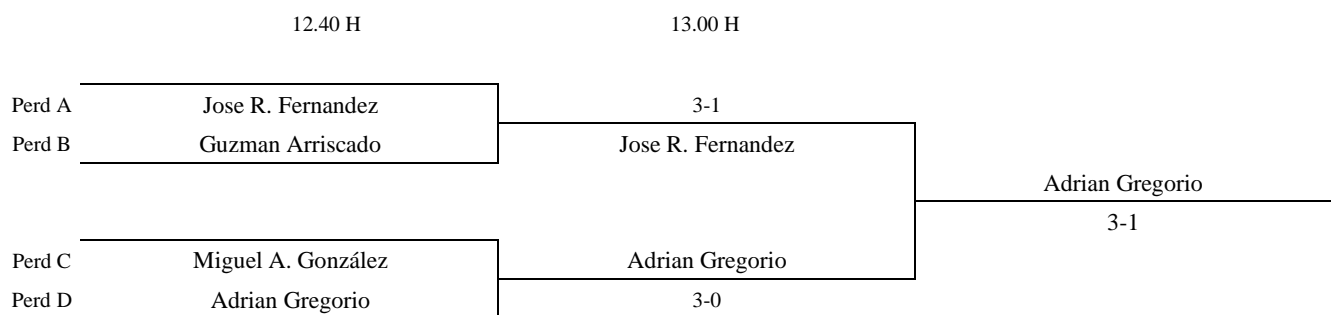 12.40 H 13.00 H
Perd A Jose R. Fernandez 3-1
Perd B Guzman Arriscado Jose R. Fernandez
Adrian Gregorio
3-1
Perd C Miguel A. González Adrian Gregorio
Perd D Adrian Gregorio 3-0